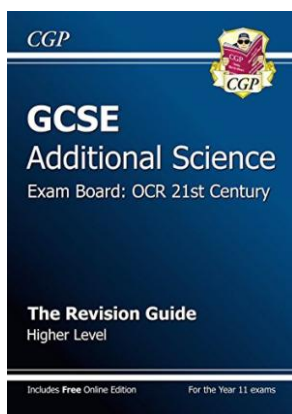 CGP
CGP
CGP
GCSE
Additional Science
Exam Board: OCR 21st Century
The Revision Guide
Higher Level
Includes Free Online Edition
For the Year 11 exams